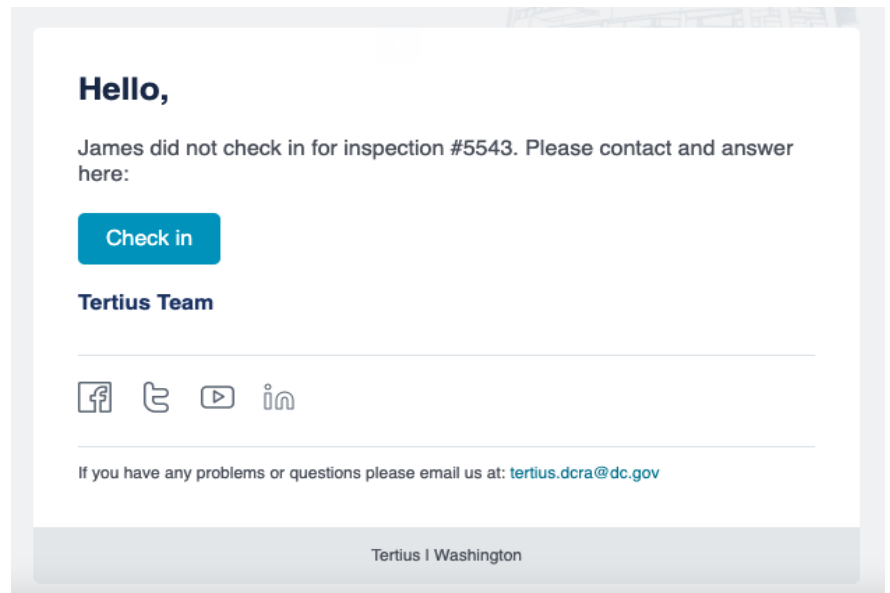 Hello,
James did not check in for inspection #5543. Please contact and answer
here:
Check in
Tertius Team
If you have any problems or questions please email us at: tertius.dcra@dc.gov
Tertius | Washington